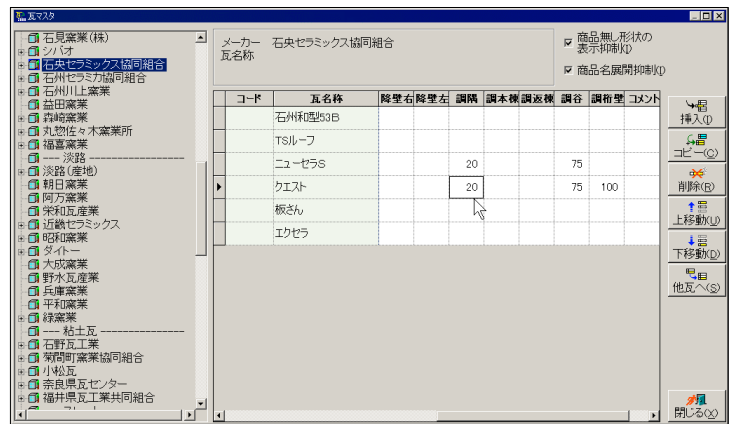 瓦マスタ
石見窯業(株)
シバオ
石央セラミックス協同組合
石州セラミカ協同組合
石州川上窯業
益田窯業
森崎窯業
丸惣佐々木窯業所
福喜窯業
--- 淡路 -----------------
淡路(産地)
朝日窯業
阿万窯業
栄和瓦産業
近畿セラミックス
昭和窯業
ダイトー
大成窯業
野水瓦産業
兵庫窯業
平和窯業
緑窯業
--- 粘土瓦 ---------------
石野瓦工業
菊間町窯業協同組合
小松瓦
奈良県瓦センター
福井県瓦工業共同組合
メーカー 石央セラミックス協同組合
瓦名称
商品無し形状の
表示抑制(I)
商品名展開抑制(K)
コード 瓦名称 除壁右 除壁左 調隅 調本棟 調返棟 調谷 調桁壁 コメント
石州和型53B
TSルーフ
ニューセラS 20 75
クエスト 20 75 100
板さん
エクセラ
挿入(I)
コピー(C)
削除(R)
上移動(U)
下移動(D)
他瓦へ(S)
閉じる(X)